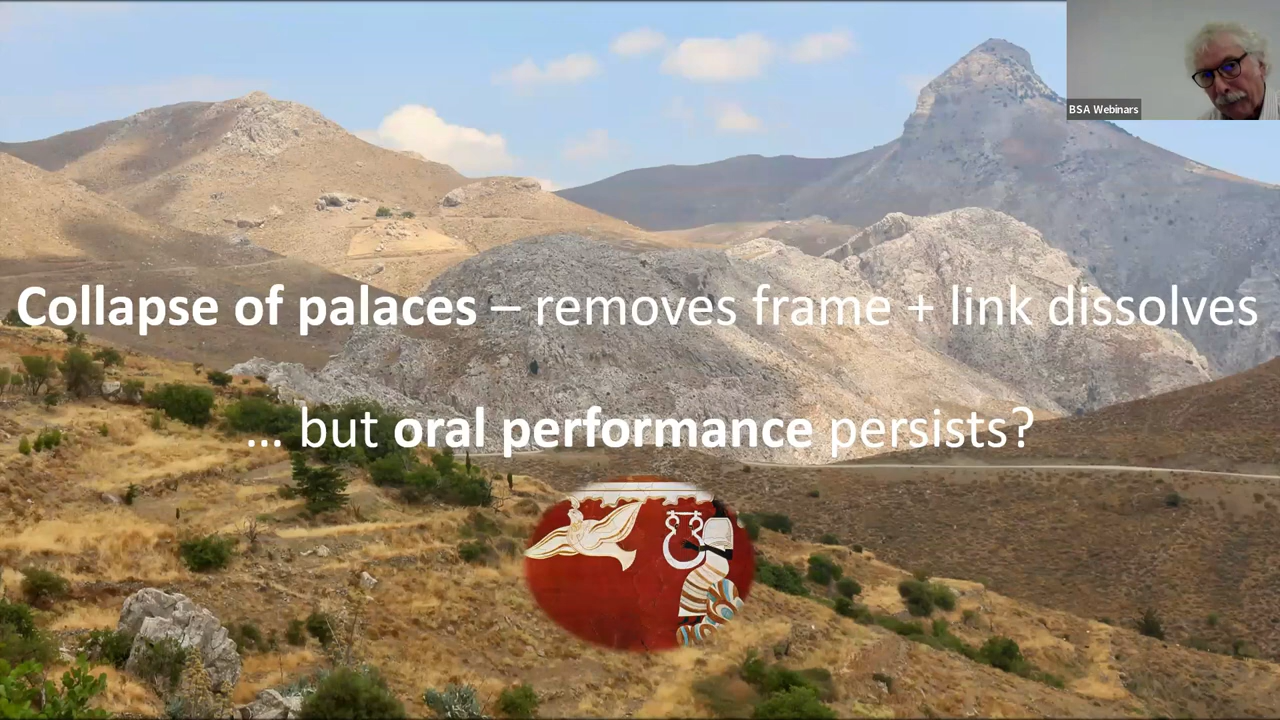 BSA Webinars
Collapse of palaces – removes frame + link dissolves
... but oral performance persists?